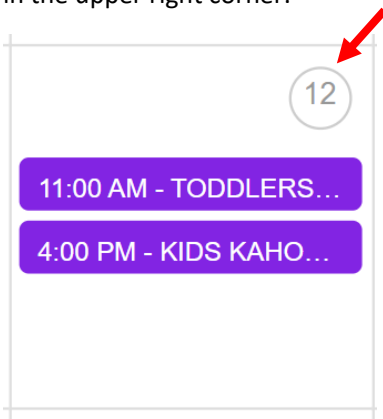 in the upper right corner.
12
11:00 AM - TODDLERS...
4:00 PM - KIDS KAHO...